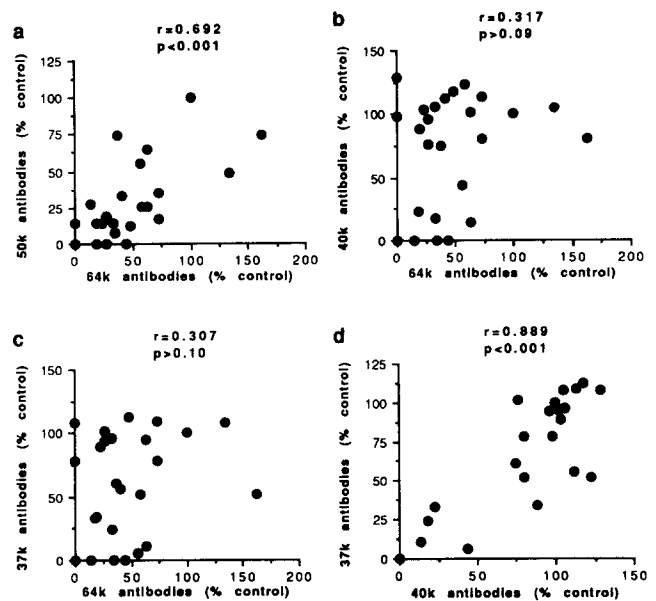 a
r=0.692
p<0.001
50k antibodies (% control)
125
100
75
50
25
0
0 50 100 150 200
64k antibodies (% control)
b
r=0.317
p>0.09
40k antibodies (% control)
150
100
50
0
0 50 100 150 200
64k antibodies (% control)
c
r=0.307
p>0.10
37k antibodies (% control)
150
100
50
0
0 50 100 150 200
64k antibodies (% control)
d
r=0.889
p<0.001
37k antibodies (% control)
125
100
75
50
25
0
0 50 100 150
40k antibodies (% control)